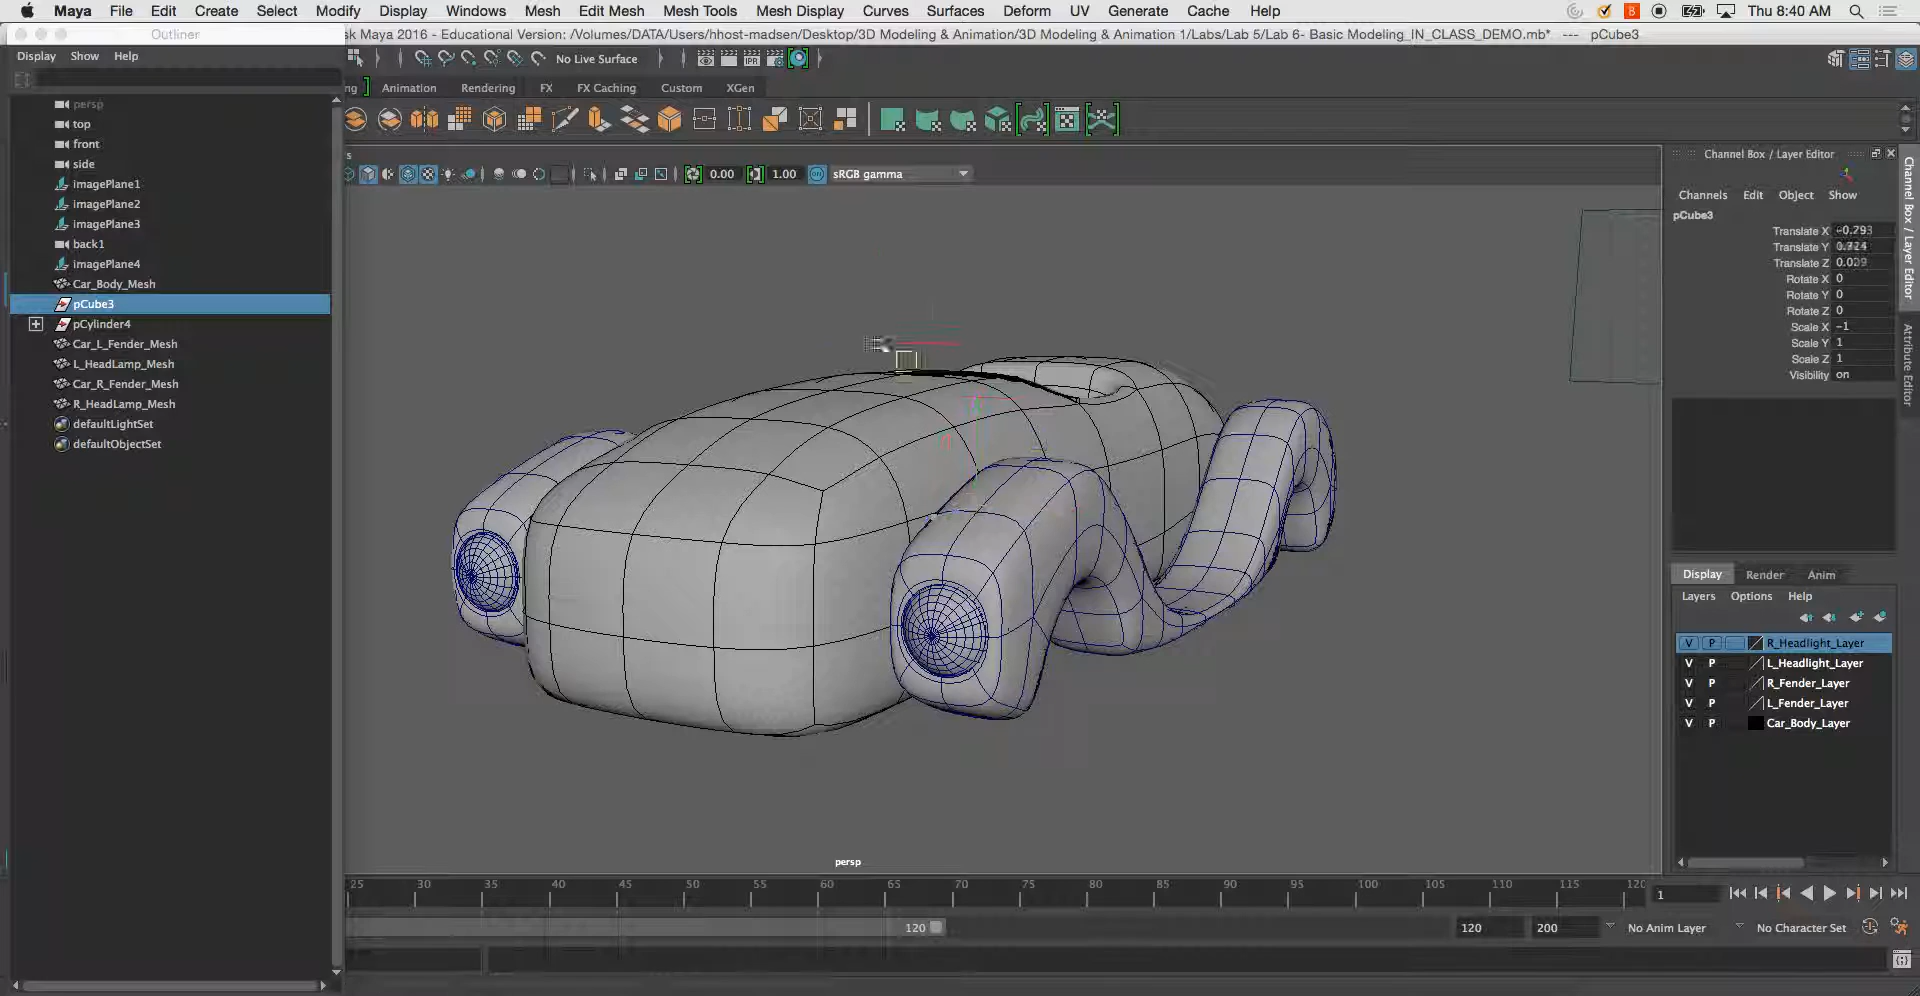 Maya File Edit Create Select Modify Display Windows Mesh Edit Mesh Mesh Tools Mesh Display Curves Surfaces Deform UV Generate Cache Help Thu 8:40 AM
Outliner
sk Maya 2016 - Educational Version: /Volumes/DATA/Users/hhost-madsen/Desktop/3D Modeling & Animation/3D Modeling & Animation 1/Labs/Lab 5/Lab 6- Basic Modeling_IN_CLASS_DEMO.mb* --- pCube3
Display Show Help
No Live Surface
ng Animation Rendering FX FX Caching Custom XGen
s
0.00 1.00 sRGB gamma
persp
top
front
side
imagePlane1
imagePlane2
imagePlane3
back1
imagePlane4
Car_Body_Mesh
pCube3
pCylinder4
Car_L_Fender_Mesh
L_HeadLamp_Mesh
Car_R_Fender_Mesh
R_HeadLamp_Mesh
defaultLightSet
defaultObjectSet
Channel Box / Layer Editor
Channels Edit Object Show
pCube3
Translate X -0.293
Translate Y
Translate Z
Rotate X 0
Rotate Y 0
Rotate Z 0
Scale X -1
Scale Y 1
Scale Z 1
Visibility on
Channel Box / Layer Editor
Attribute Editor
Display Render Anim
Layers Options Help
V P R_Headlight_Layer
V P L_Headlight_Layer
V P R_Fender_Layer
V P L_Fender_Layer
V P Car_Body_Layer
persp
25 30 35 40 45 50 55 60 65 70 75 80 85 90 95 100 105 110 115 120
1
120
120 200 No Anim Layer No Character Set